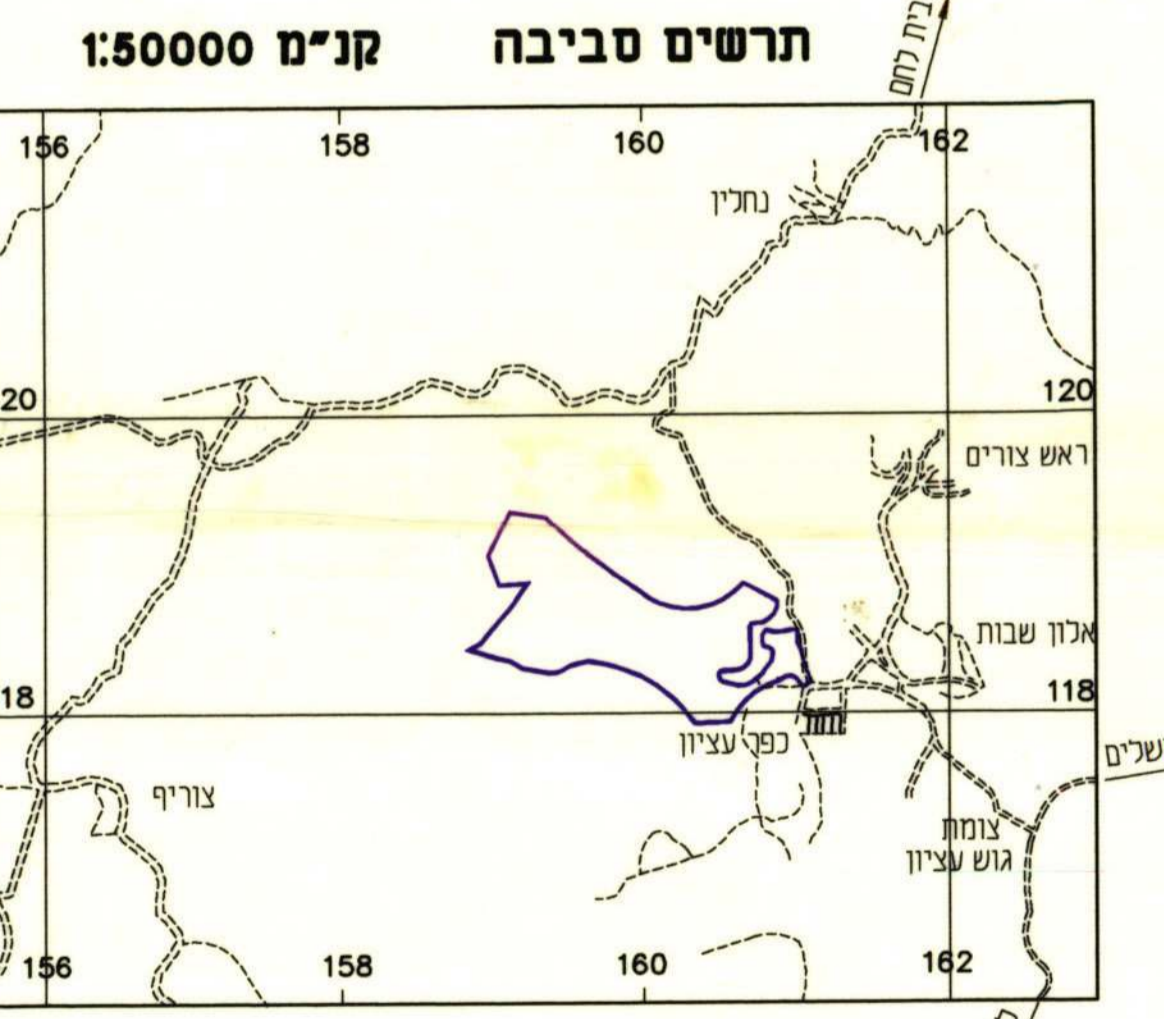 תרשים סביבה קנ"מ 1:50000
בית לחם
156 158 160 162
נחלין
20 120
ראש צורים
אלון שבות
18 118
כפר עציון
שלים
צוריף
צומת
גוש עציון
156 158 160 162